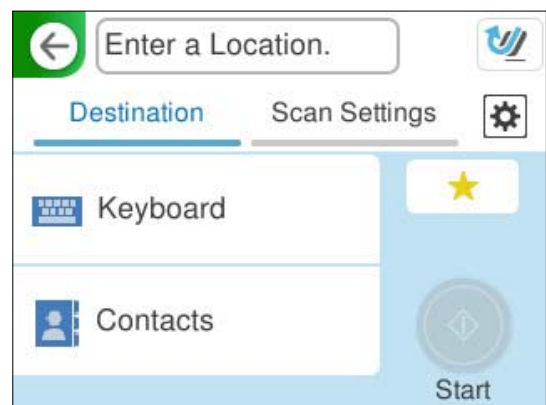 Enter a Location.
Destination
Scan Settings
Keyboard
Contacts
Start